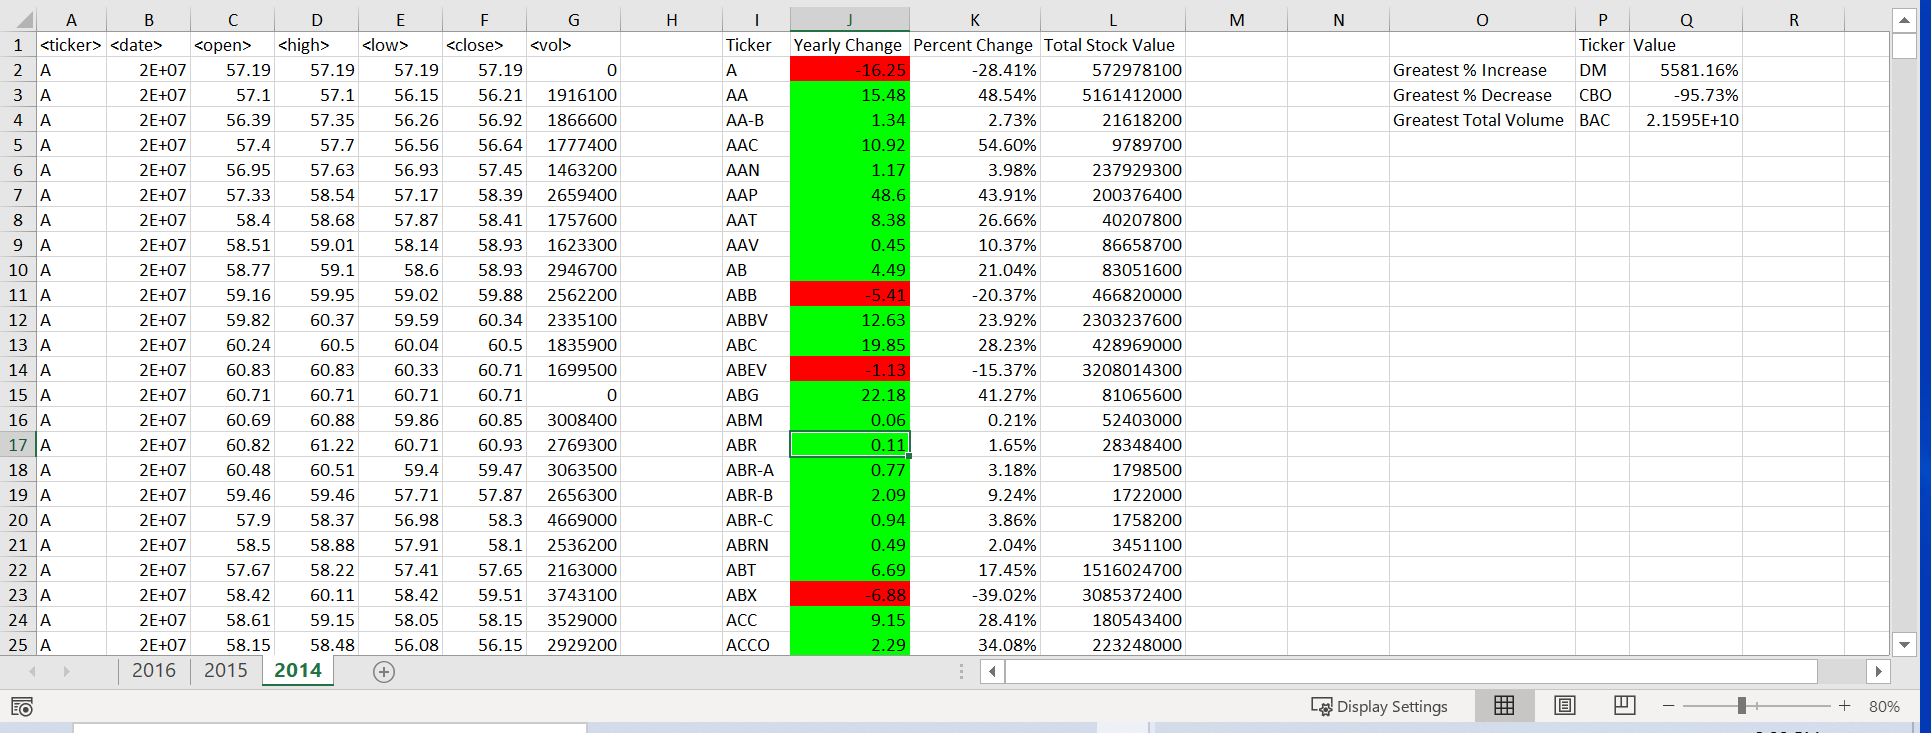 A B C D E F G H I J K L M N O P Q R
1 <ticker> <date> <open> <high> <low> <close> <vol> Ticker Yearly Change Percent Change Total Stock Value Ticker Value
2 A 2E+07 57.19 57.19 57.19 57.19 0 A -16.25 -28.41% 572978100 Greatest % Increase DM 5581.16%
3 A 2E+07 57.1 57.1 56.15 56.21 1916100 AA 15.48 48.54% 5161412000 Greatest % Decrease CBO -95.73%
4 A 2E+07 56.39 57.35 56.26 56.92 1866600 AA-B 1.34 2.73% 21618200 Greatest Total Volume BAC 2.1595E+10
5 A 2E+07 57.4 57.7 56.56 56.64 1777400 AAC 10.92 54.60% 9789700
6 A 2E+07 56.95 57.63 56.93 57.45 1463200 AAN 1.17 3.98% 237929300
7 A 2E+07 57.33 58.54 57.17 58.39 2659400 AAP 48.6 43.91% 200376400
8 A 2E+07 58.4 58.68 57.87 58.41 1757600 AAT 8.38 26.66% 40207800
9 A 2E+07 58.51 59.01 58.14 58.93 1623300 AAV 0.45 10.37% 86658700
10 A 2E+07 58.77 59.1 58.6 58.93 2946700 AB 4.49 21.04% 83051600
11 A 2E+07 59.16 59.95 59.02 59.88 2562200 ABB -5.41 -20.37% 466820000
12 A 2E+07 59.82 60.37 59.59 60.34 2335100 ABBV 12.63 23.92% 2303237600
13 A 2E+07 60.24 60.5 60.04 60.5 1835900 ABC 19.85 28.23% 428969000
14 A 2E+07 60.83 60.83 60.33 60.71 1699500 ABEV -1.13 -15.37% 3208014300
15 A 2E+07 60.71 60.71 60.71 60.71 0 ABG 22.18 41.27% 81065600
16 A 2E+07 60.69 60.88 59.86 60.85 3008400 ABM 0.06 0.21% 52403000
17 A 2E+07 60.82 61.22 60.71 60.93 2769300 ABR 0.11 1.65% 28348400
18 A 2E+07 60.48 60.51 59.4 59.47 3063500 ABR-A 0.77 3.18% 1798500
19 A 2E+07 59.46 59.46 57.71 57.87 2656300 ABR-B 2.09 9.24% 1722000
20 A 2E+07 57.9 58.37 56.98 58.3 4669000 ABR-C 0.94 3.86% 1758200
21 A 2E+07 58.5 58.88 57.91 58.1 2536200 ABRN 0.49 2.04% 3451100
22 A 2E+07 57.67 58.22 57.41 57.65 2163000 ABT 6.69 17.45% 1516024700
23 A 2E+07 58.42 60.11 58.42 59.51 3743100 ABX -6.88 -39.02% 3085372400
24 A 2E+07 58.61 59.15 58.05 58.15 3529000 ACC 9.15 28.41% 180543400
25 A 2E+07 58.15 58.48 56.08 56.15 2929200 ACCO 2.29 34.08% 223248000
2016 2015 2014
Display Settings 80%